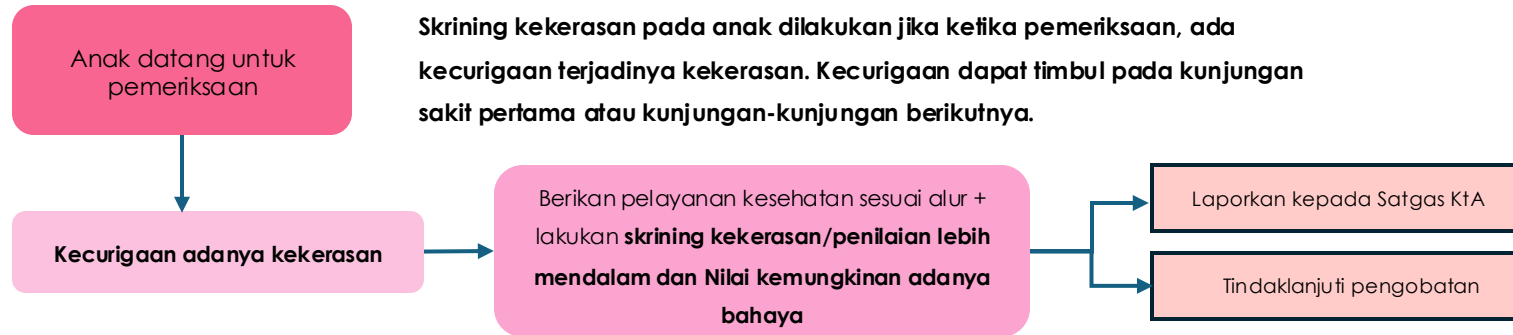 Anak datang untuk
pemeriksaan
Skrining kekerasan pada anak dilakukan jika ketika pemeriksaan, ada
kecurigaan terjadinya kekerasan. Kecurigaan dapat timbul pada kunjungan
sakit pertama atau kunjungan-kunjungan berikutnya.
Kecurigaan adanya kekerasan
Berikan pelayanan kesehatan sesuai alur +
lakukan skrining kekerasan/penilaian lebih
mendalam dan Nilai kemungkinan adanya
bahaya
Laporkan kepada Satgas KtA
Tindaklanjuti pengobatan